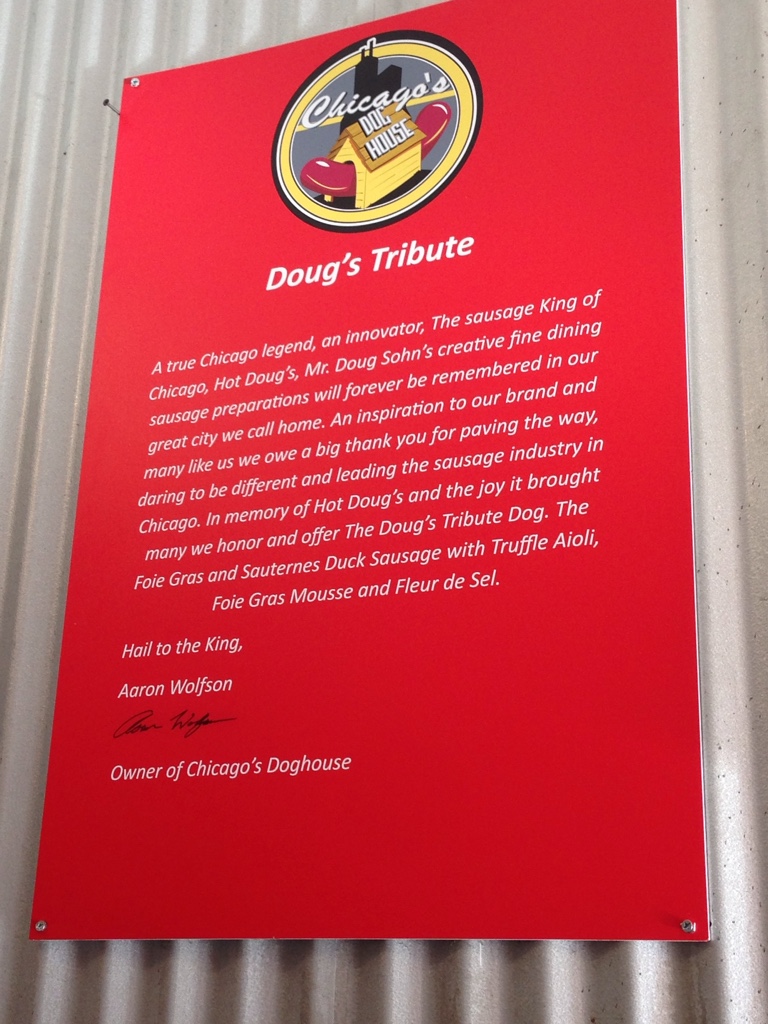 Chicago's
DOG
HOUSE
Doug's Tribute
A true Chicago legend, an innovator, The sausage King of
Chicago, Hot Doug's, Mr. Doug Sohn's creative fine dining
sausage preparations will forever be remembered in our
great city we call home. An inspiration to our brand and
many like us we owe a big thank you for paving the way,
daring to be different and leading the sausage industry in
Chicago. In memory of Hot Doug's and the joy it brought
many we honor and offer The Doug's Tribute Dog. The
Foie Gras and Sauternes Duck Sausage with Truffle Aioli,
Foie Gras Mousse and Fleur de Sel.
Hail to the King,
Aaron Wolfson
Aaron Wolfson
Owner of Chicago's Doghouse